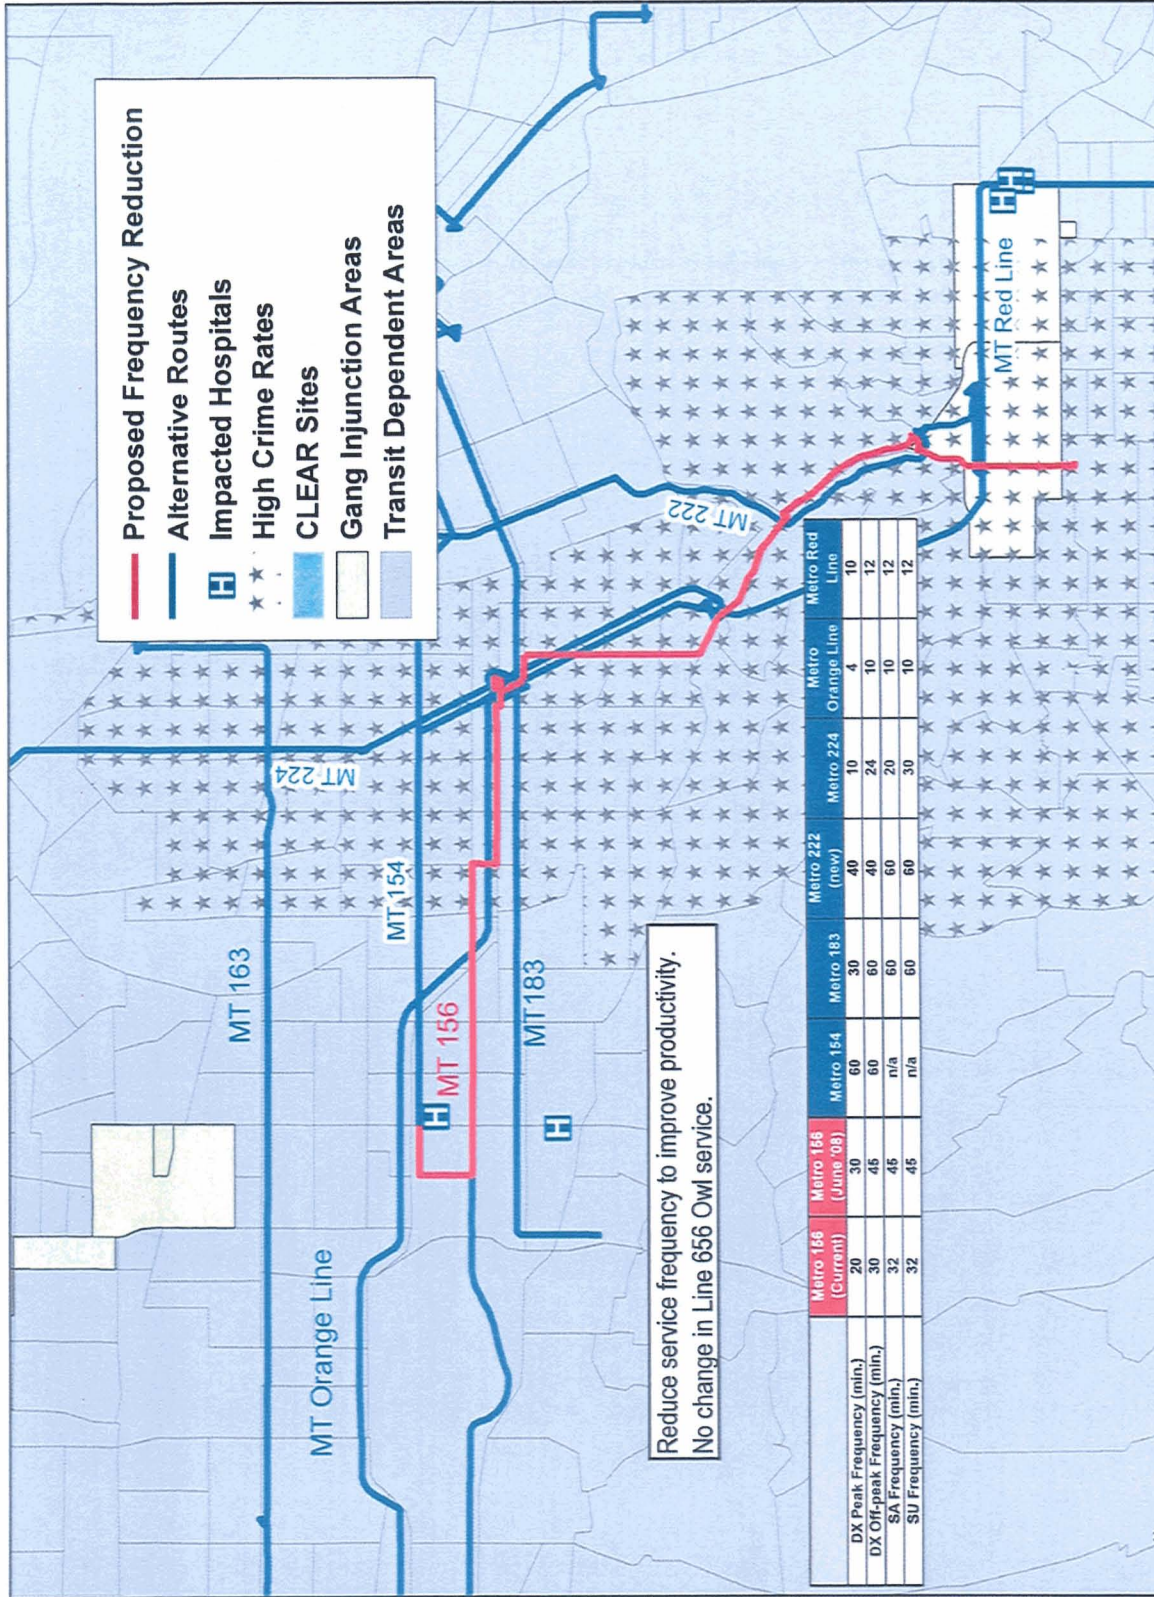 Proposed Frequency Reduction
Alternative Routes
H Impacted Hospitals
High Crime Rates
CLEAR Sites
Gang Injunction Areas
Transit Dependent Areas
MT 163
MT 224
MT 154
MT Orange Line
MT 156
H
MT183
H
MT 222
H
H
MT Red Line
Reduce service frequency to improve productivity.
No change in Line 656 Owl service.
Metro 156 (Current) Metro 156 (June '08) Metro 154 Metro 183 Metro 222 (new) Metro 224 Metro Orange Line Metro Red Line
DX Peak Frequency (min.) 20 30 60 30 40 10 4 10
DX Off-peak Frequency (min.) 30 45 60 60 40 24 10 12
SA Frequency (min.) 32 45 n/a 60 60 20 10 12
SU Frequency (min.) 32 45 n/a 60 60 30 10 12